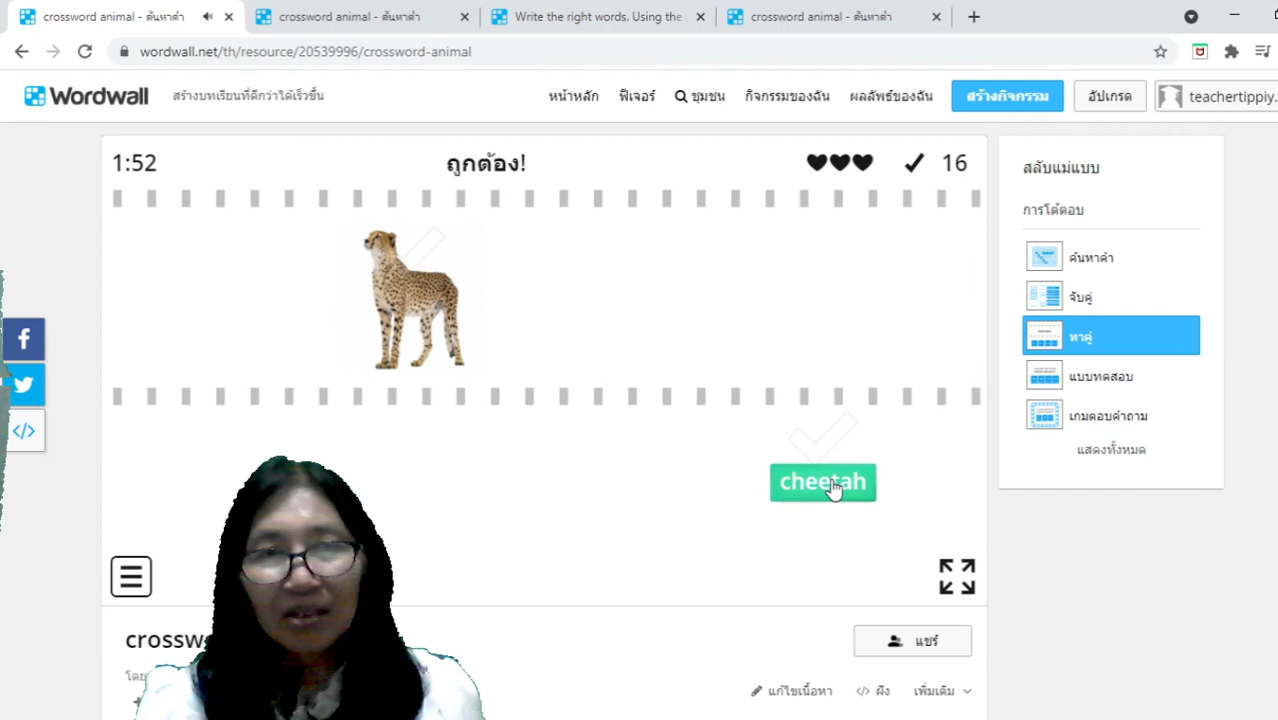 crossword animal - ค้นหาคำ
crossword animal - ค้นหาคำ
Write the right words. Using the
crossword animal - ค้นหาคำ
wordwall.net/th/resource/20539996/crossword-animal
Wordwall
สร้างบทเรียนที่ดีกว่าได้เร็วขึ้น
หน้าหลัก
ฟีเจอร์
ชุมชน
กิจกรรมของฉัน
ผลลัพธ์ของฉัน
สร้างกิจกรรม
อัปเกรด
teachertippiy.
1:52
ถูกต้อง!
16
สลับแม่แบบ
การโต้ตอบ
ค้นหาคำ
จับคู่
หาคู่
แบบทดสอบ
เกมตอบคำถาม
แสดงทั้งหมด
cheetah
crossw
แชร์
โดย
แก้ไขเนื้อหา
ฝัง
เพิ่มเติม